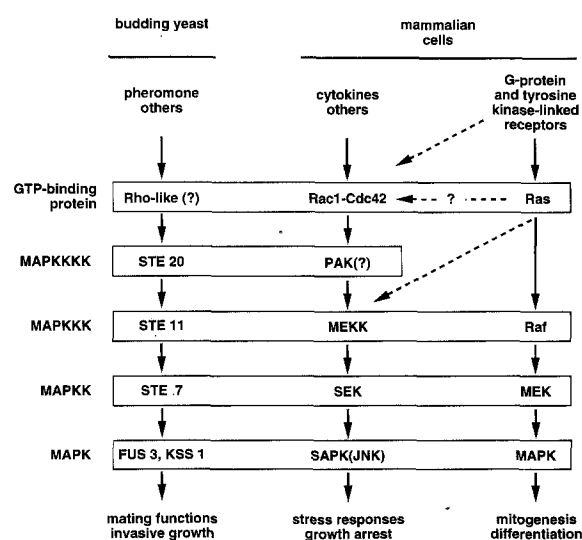 budding yeast
mammalian
cells
pheromone
others
cytokines
others
G-protein
and tyrosine
kinase-linked
receptors
GTP-binding
protein
Rho-like (?)
Rac1-Cdc42
?
Ras
MAPKKKK
STE 20
PAK(?)
MAPKKK
STE 11
MEKK
Raf
MAPKK
STE .7
SEK
MEK
MAPK
FUS 3, KSS 1
SAPK(JNK)
MAPK
mating functions
invasive growth
stress responses
growth arrest
mitogenesis
differentiation